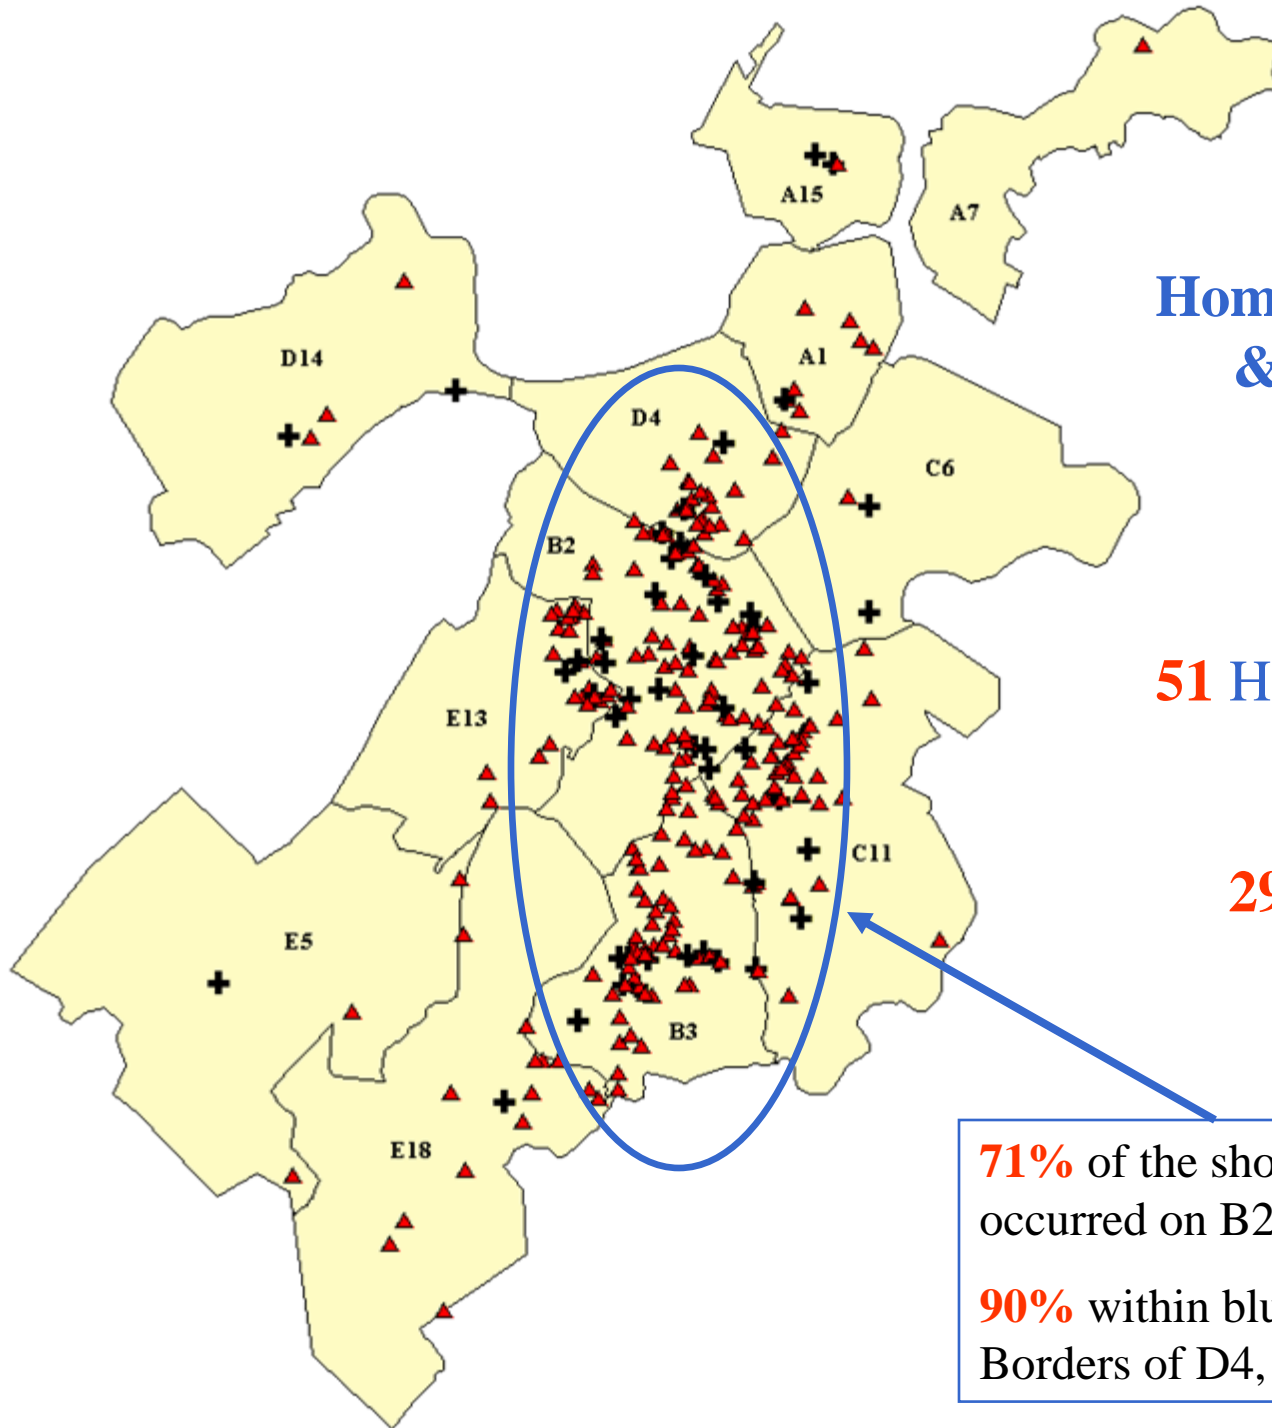 A15
A7
Hom
&
D14
A1
D4
C6
B2
51 H
E13
C11
29
E5
B3
E18
71% of the sho
occurred on B2
90% within blu
Borders of D4,